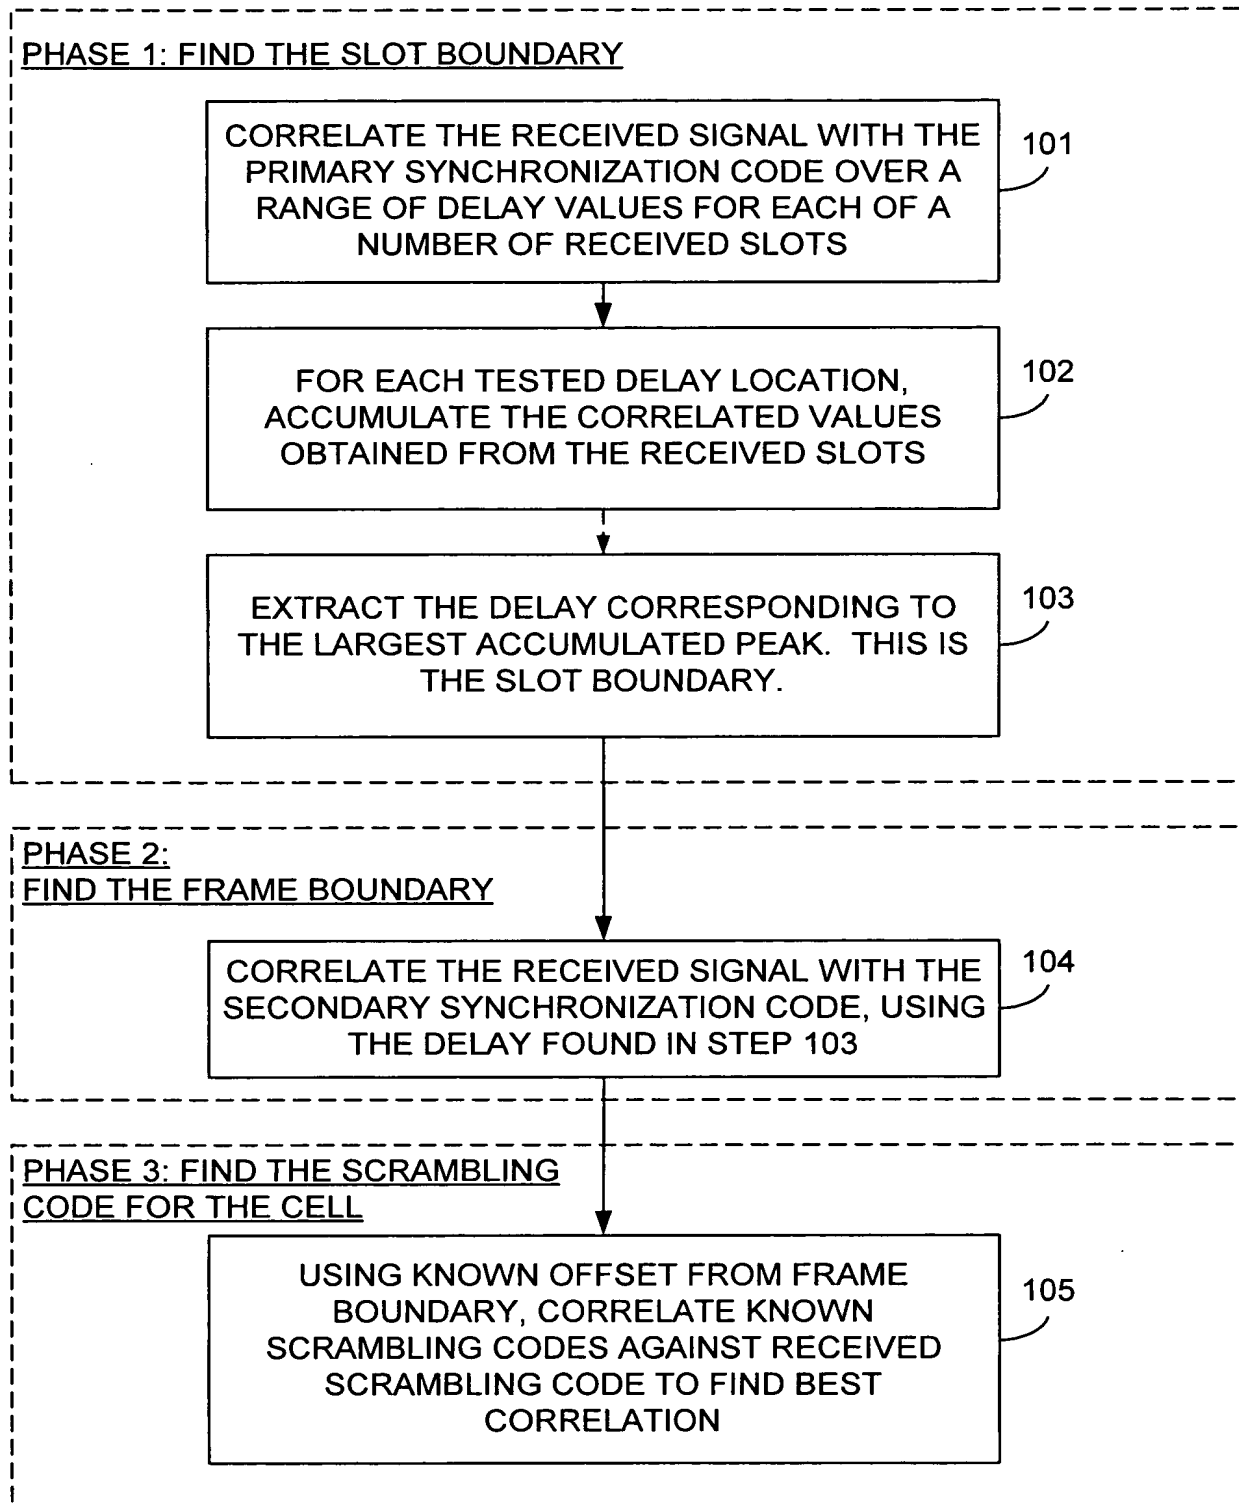 PHASE 1: FIND THE SLOT BOUNDARY
CORRELATE THE RECEIVED SIGNAL WITH THE
PRIMARY SYNCHRONIZATION CODE OVER A
RANGE OF DELAY VALUES FOR EACH OF A
NUMBER OF RECEIVED SLOTS
101
FOR EACH TESTED DELAY LOCATION,
ACCUMULATE THE CORRELATED VALUES
OBTAINED FROM THE RECEIVED SLOTS
102
EXTRACT THE DELAY CORRESPONDING TO
THE LARGEST ACCUMULATED PEAK. THIS IS
THE SLOT BOUNDARY.
103
PHASE 2:
FIND THE FRAME BOUNDARY
CORRELATE THE RECEIVED SIGNAL WITH THE
SECONDARY SYNCHRONIZATION CODE, USING
THE DELAY FOUND IN STEP 103
104
PHASE 3: FIND THE SCRAMBLING
CODE FOR THE CELL
USING KNOWN OFFSET FROM FRAME
BOUNDARY, CORRELATE KNOWN
SCRAMBLING CODES AGAINST RECEIVED
SCRAMBLING CODE TO FIND BEST
CORRELATION
105